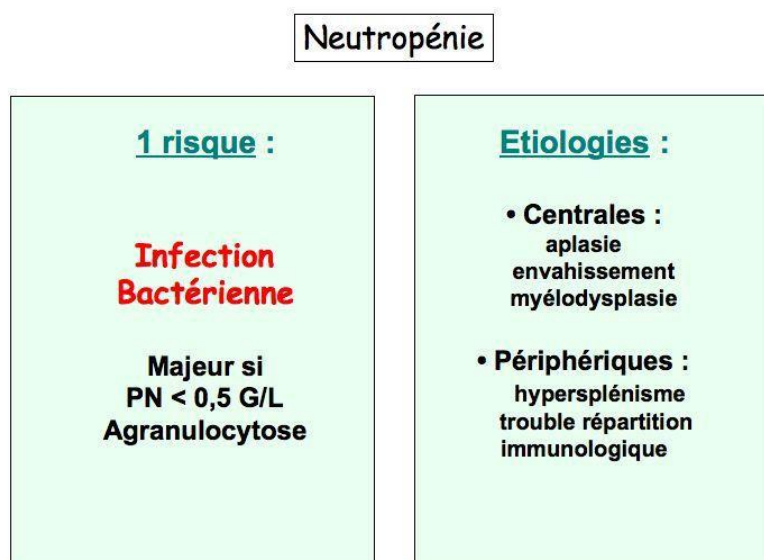 Neutropénie
1 risque :
Infection
Bactérienne
Majeur si
PN < 0,5 G/L
Agranulocytose
Etiologies :
• Centrales :
aplasie
envahissement
myélodysplasie
• Périphériques :
hypersplénisme
trouble répartition
immunologique